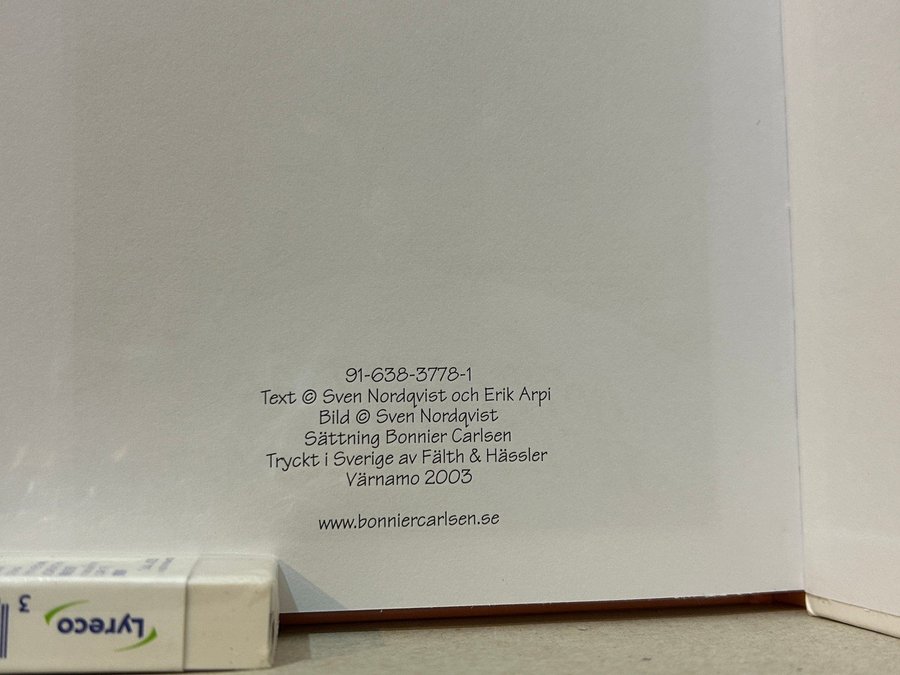 91-638-3778-1
Text © Sven Nordqvist och Erik Arpi
Bild © Sven Nordqvist
Sättning Bonnier Carlsen
Tryckt i Sverige av Fälth & Hässler
Värnamo 2003
www.bonniercarlsen.se
Lyreco
3